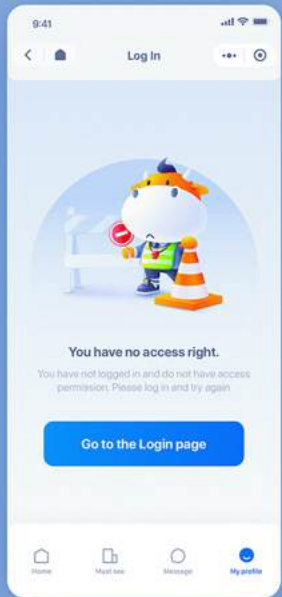 9:41
Log In
You have no access right.
You have not logged in and do not have access
permission. Please log in and try again
Go to the Login page
Home
Must see
Message
My profile